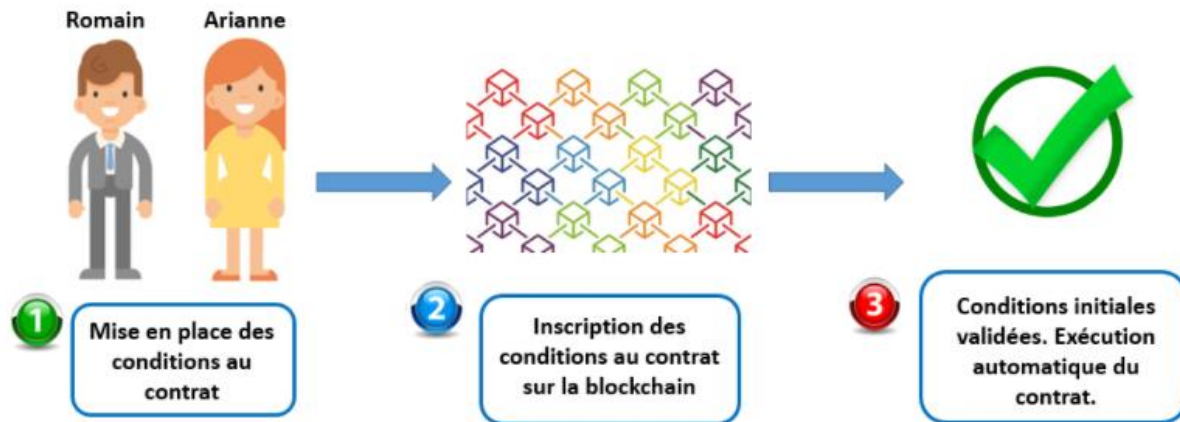 Romain
Arianne
1
Mise en place des
conditions au
contrat
2
Inscription des
conditions au contrat
sur la blockchain
3
Conditions initiales
validées. Exécution
automatique du
contrat.